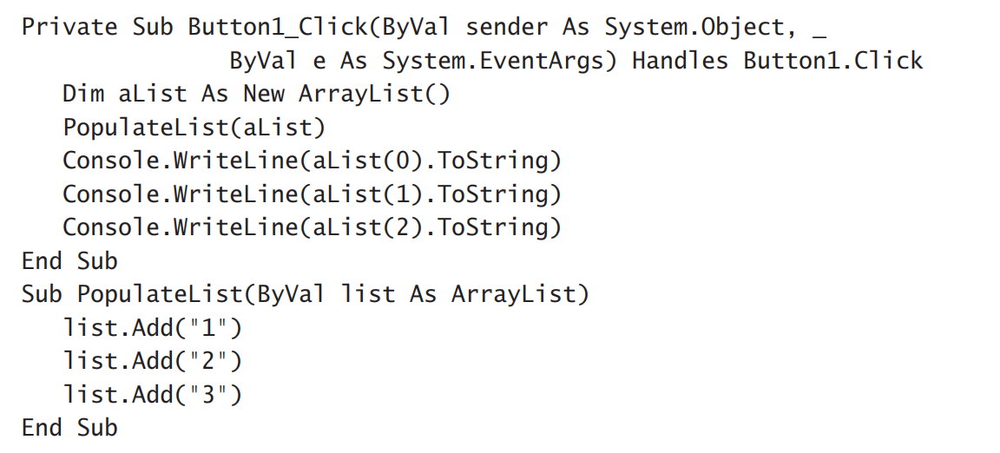 Private Sub Button1_Click(ByVal sender As System.Object, _
               ByVal e As System.EventArgs) Handles Button1.Click
   Dim aList As New ArrayList()
   PopulateList(aList)
   Console.WriteLine(aList(0).ToString)
   Console.WriteLine(aList(1).ToString)
   Console.WriteLine(aList(2).ToString)
End Sub
Sub PopulateList(ByVal list As ArrayList)
   list.Add("1")
   list.Add("2")
   list.Add("3")
End Sub